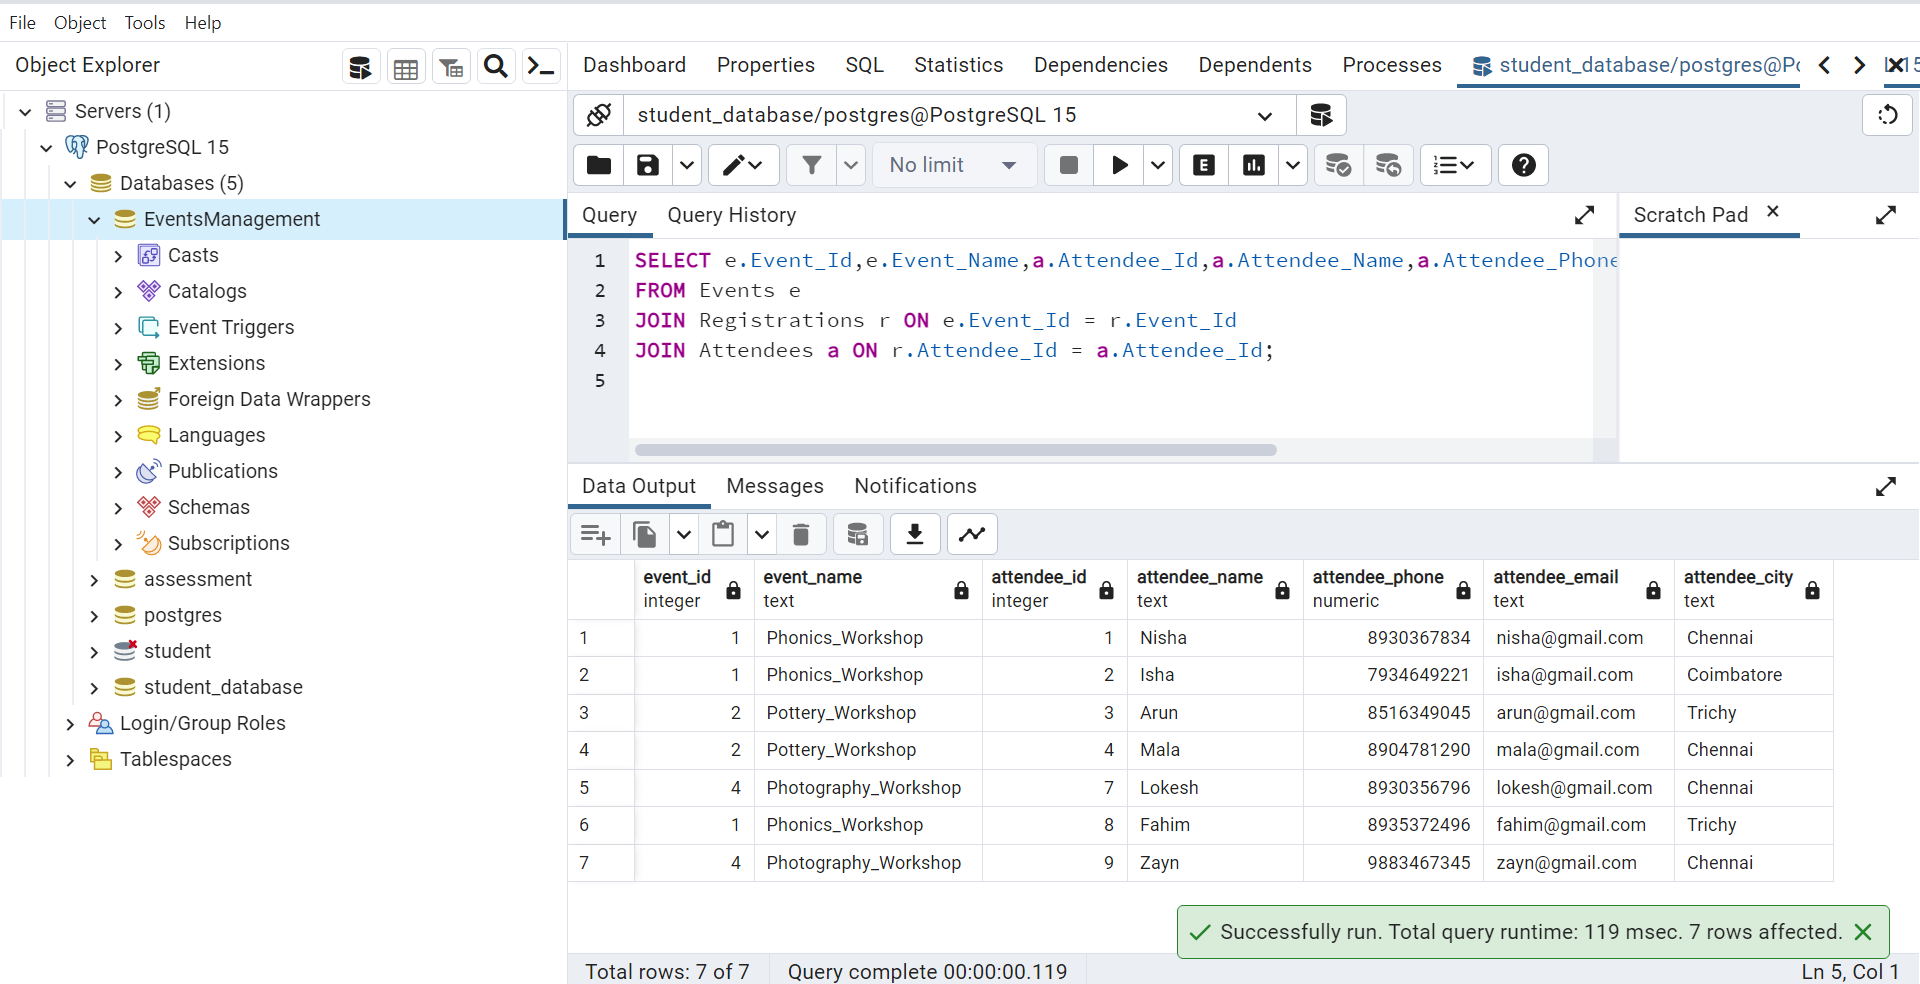 File Object Tools Help
Object Explorer
Servers (1)
PostgreSQL 15
Databases (5)
EventsManagement
Casts
Catalogs
Event Triggers
Extensions
Foreign Data Wrappers
Languages
Publications
Schemas
Subscriptions
assessment
postgres
student
student_database
Login/Group Roles
Tablespaces
Dashboard Properties SQL Statistics Dependencies Dependents Processes student_database/postgres@Po
student_database/postgres@PostgreSQL 15
No limit
Query Query History
Scratch Pad
1 SELECT e.Event_Id,e.Event_Name,a.Attendee_Id,a.Attendee_Name,a.Attendee_Phone
2 FROM Events e
3 JOIN Registrations r ON e.Event_Id = r.Event_Id
4 JOIN Attendees a ON r.Attendee_Id = a.Attendee_Id;
5
Data Output Messages Notifications
event_id event_name attendee_id attendee_name attendee_phone attendee_email attendee_city
integer text integer text numeric text text
1 1 Phonics_Workshop 1 Nisha 8930367834 nisha@gmail.com Chennai
2 1 Phonics_Workshop 2 Isha 7934649221 isha@gmail.com Coimbatore
3 2 Pottery_Workshop 3 Arun 8516349045 arun@gmail.com Trichy
4 2 Pottery_Workshop 4 Mala 8904781290 mala@gmail.com Chennai
5 4 Photography_Workshop 7 Lokesh 8930356796 lokesh@gmail.com Chennai
6 1 Phonics_Workshop 8 Fahim 8935372496 fahim@gmail.com Trichy
7 4 Photography_Workshop 9 Zayn 9883467345 zayn@gmail.com Chennai
Successfully run. Total query runtime: 119 msec. 7 rows affected.
Total rows: 7 of 7 Query complete 00:00:00.119 Ln 5, Col 1